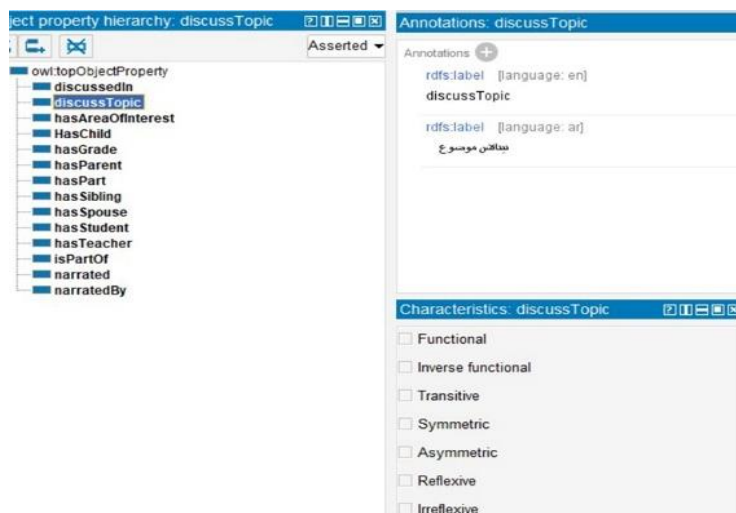 ject property hierarchy: discussTopic
Asserted
owl:topObjectProperty
discussedIn
discussTopic
hasAreaOfInterest
HasChild
hasGrade
hasParent
hasPart
hasSibling
hasSpouse
hasStudent
hasTeacher
isPartOf
narrated
narratedBy
Annotations: discussTopic
Annotations
rdfs:label [language: en]
discussTopic
rdfs:label [language: ar]
يناقش موضوع
Characteristics: discussTopic
Functional
Inverse functional
Transitive
Symmetric
Asymmetric
Reflexive
Irreflexive